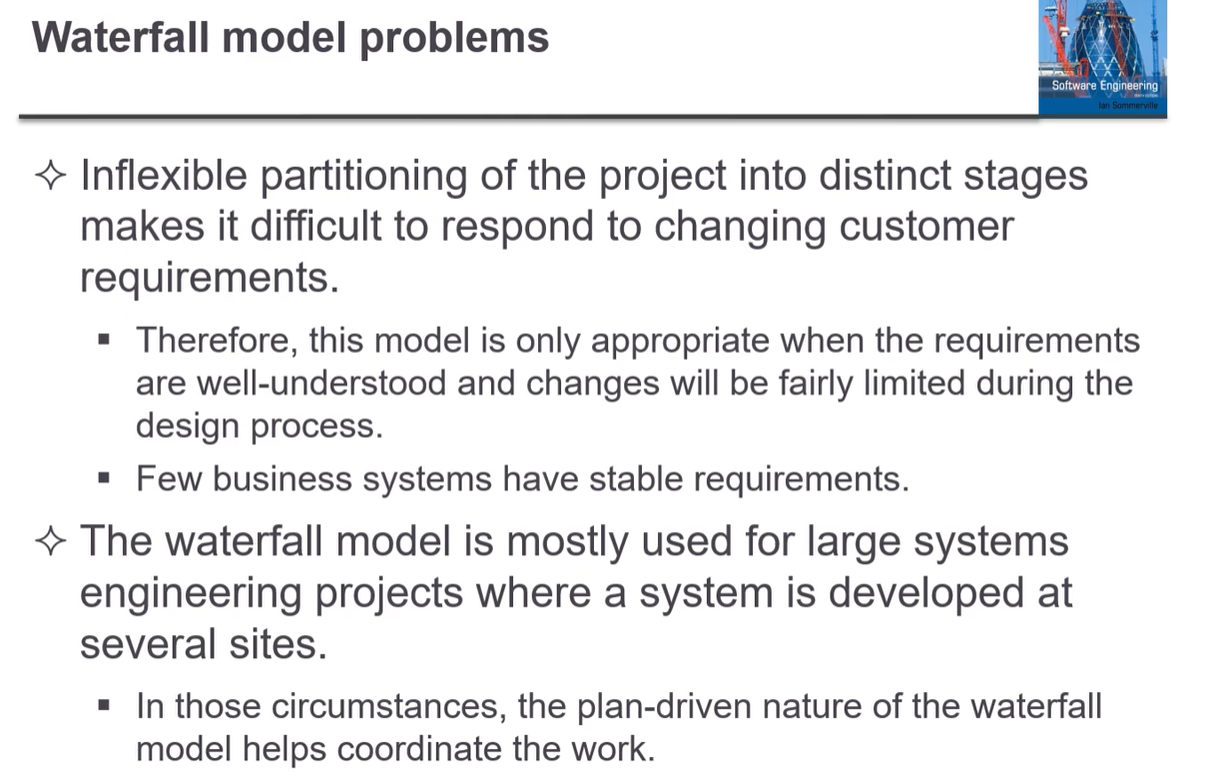 Waterfall model problems
Software Engineering
Ian Sommerville
✧ Inflexible partitioning of the project into distinct stages
makes it difficult to respond to changing customer
requirements.
▪ Therefore, this model is only appropriate when the requirements
are well-understood and changes will be fairly limited during the
design process.
▪ Few business systems have stable requirements.
✧ The waterfall model is mostly used for large systems
engineering projects where a system is developed at
several sites.
▪ In those circumstances, the plan-driven nature of the waterfall
model helps coordinate the work.